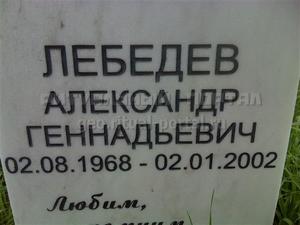 ЛЕБЕДЕВ
АЛЕКСАНДР
ГЕННАДЬЕВИЧ
02.08.1968 - 02.01.2002
Любим,